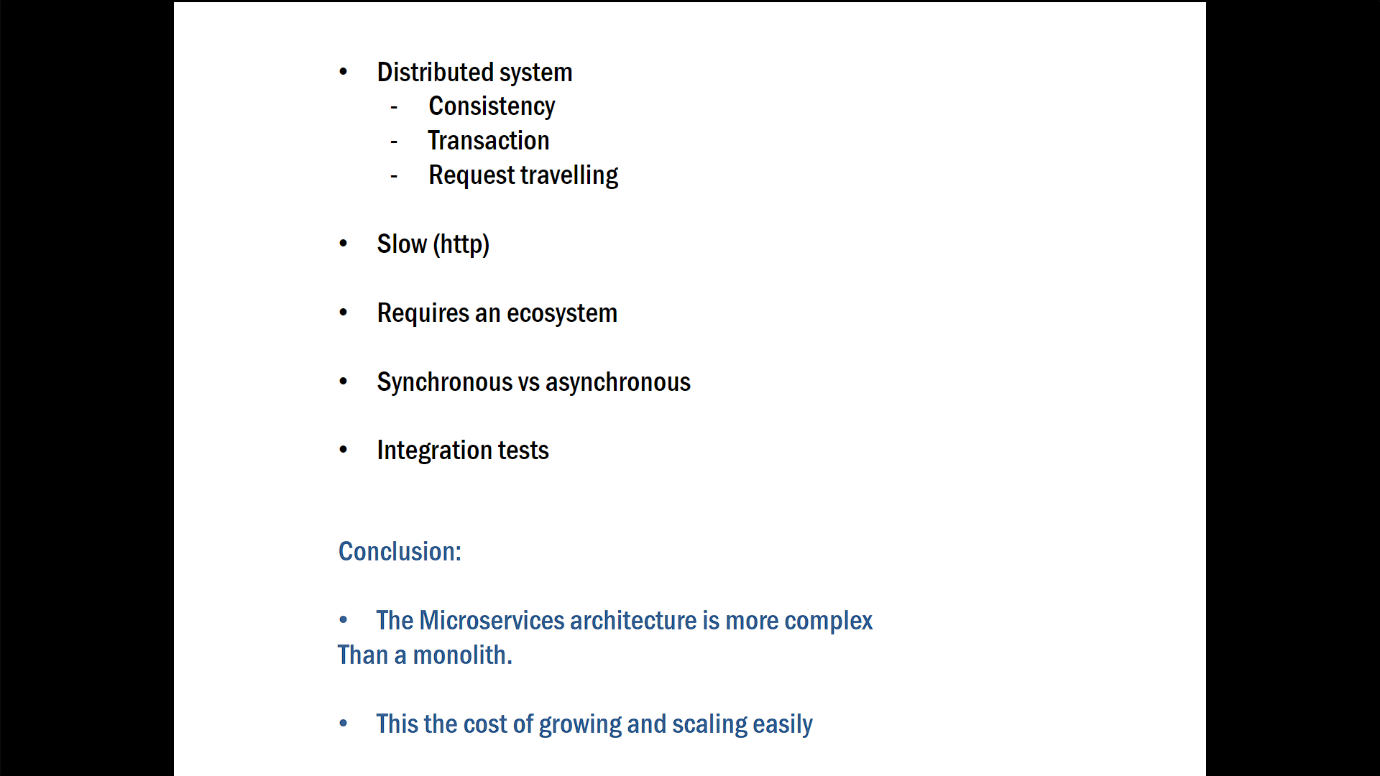 • Distributed system
- Consistency
- Transaction
- Request travelling
• Slow (http)
• Requires an ecosystem
• Synchronous vs asynchronous
• Integration tests
Conclusion:
• The Microservices architecture is more complex
Than a monolith.
• This the cost of growing and scaling easily